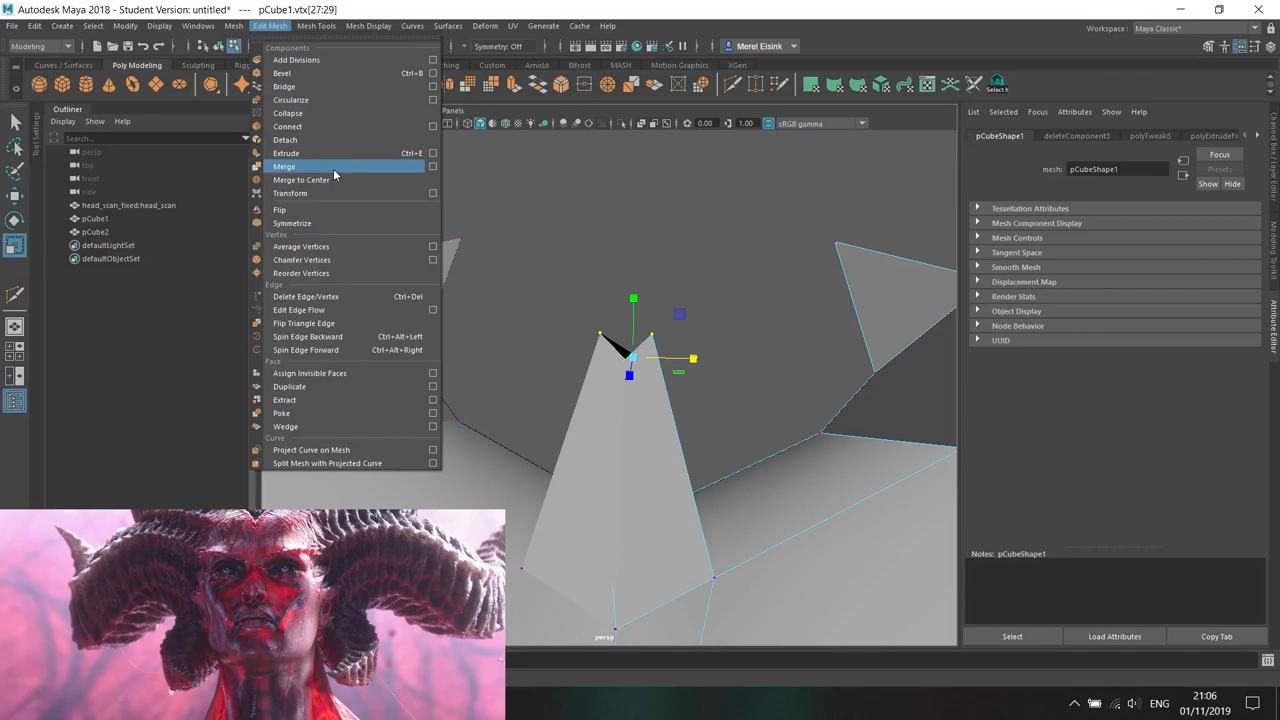 Autodesk Maya 2018 - Student Version: untitled*   ---   pCube1.vtx[27:29]
File Edit Create Select Modify Display Windows Mesh Edit Mesh Mesh Tools Mesh Display Curves Surfaces Deform UV Generate Cache Help
Workspace: Maya Classic*
Modeling
Symmetry: Off
Merel Eisink
Curves / Surfaces Poly Modeling Sculpting Rigg
ching Custom Arnold Bifrost MASH Motion Graphics XGen
Select H
Tool Settings
Outliner
Display Show Help
Search...
persp
top
front
side
head_scan_fixed:head_scan
pCube1
pCube2
defaultLightSet
defaultObjectSet
Components
Add Divisions
Bevel Ctrl+B
Bridge
Circularize
Collapse
Connect
Detach
Extrude Ctrl+E
Merge
Merge to Center
Transform
Flip
Symmetrize
Vertex
Average Vertices
Chamfer Vertices
Reorder Vertices
Edge
Delete Edge/Vertex Ctrl+Del
Edit Edge Flow
Flip Triangle Edge
Spin Edge Backward Ctrl+Alt+Left
Spin Edge Forward Ctrl+Alt+Right
Face
Assign Invisible Faces
Duplicate
Extract
Poke
Wedge
Curve
Project Curve on Mesh
Split Mesh with Projected Curve
Panels
0.00 1.00 sRGB gamma
persp
List Selected Focus Attributes Show Help
pCubeShape1 deleteComponent3 polyTweak8 polyExtrudeFa
Focus
mesh: pCubeShape1
Presets
Show Hide
Tessellation Attributes
Mesh Component Display
Mesh Controls
Tangent Space
Smooth Mesh
Displacement Map
Render Stats
Object Display
Node Behavior
UUID
Notes: pCubeShape1
Select Load Attributes Copy Tab
Attribute Editor
ENG
21:06
01/11/2019